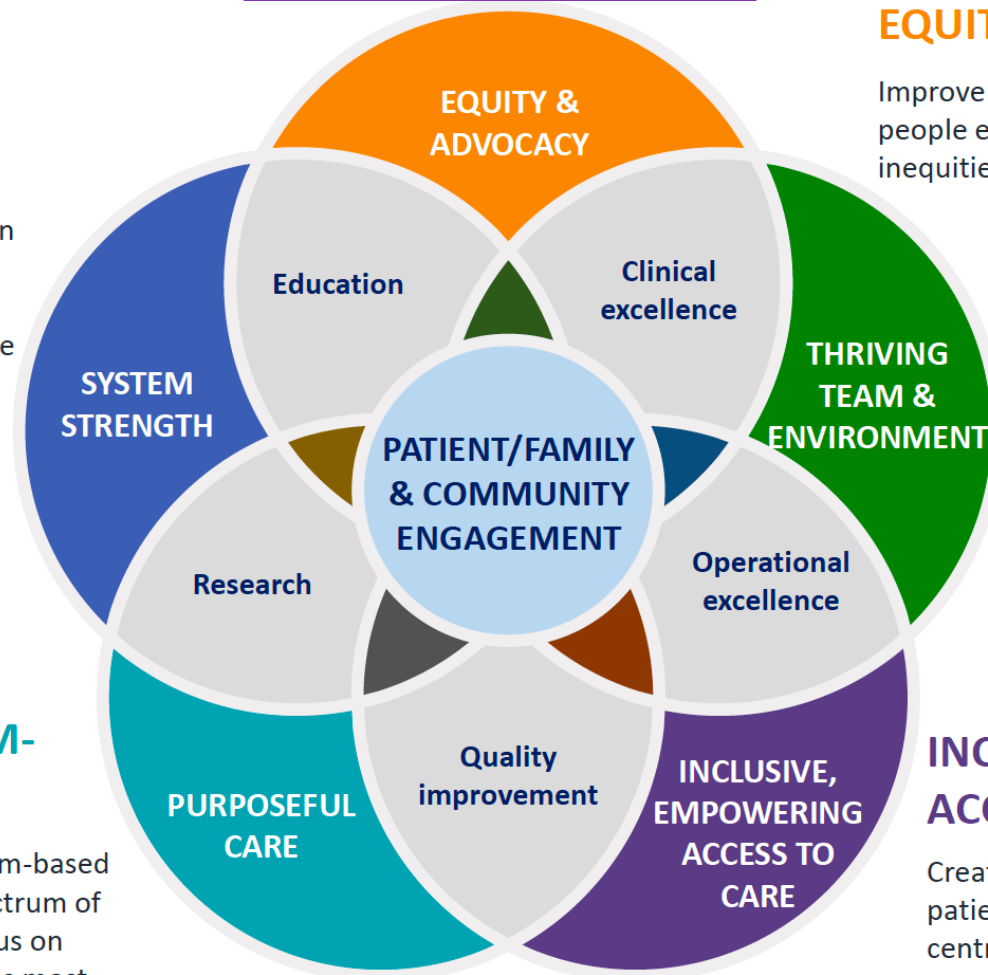 EQUIT
Improve
people e
inequitie
EQUITY &
ADVOCACY
n
e
Education
Clinical
excellence
SYSTEM
STRENGTH
THRIVING
TEAM &
ENVIRONMENT
PATIENT/FAMILY
& COMMUNITY
ENGAGEMENT
Research
Operational
excellence
M-
Quality
improvement
PURPOSEFUL
CARE
INCLUSIVE,
EMPOWERING
ACCESS TO
CARE
INC
ACC
m-based
ctrum of
us on
most
Creat
patie
centr